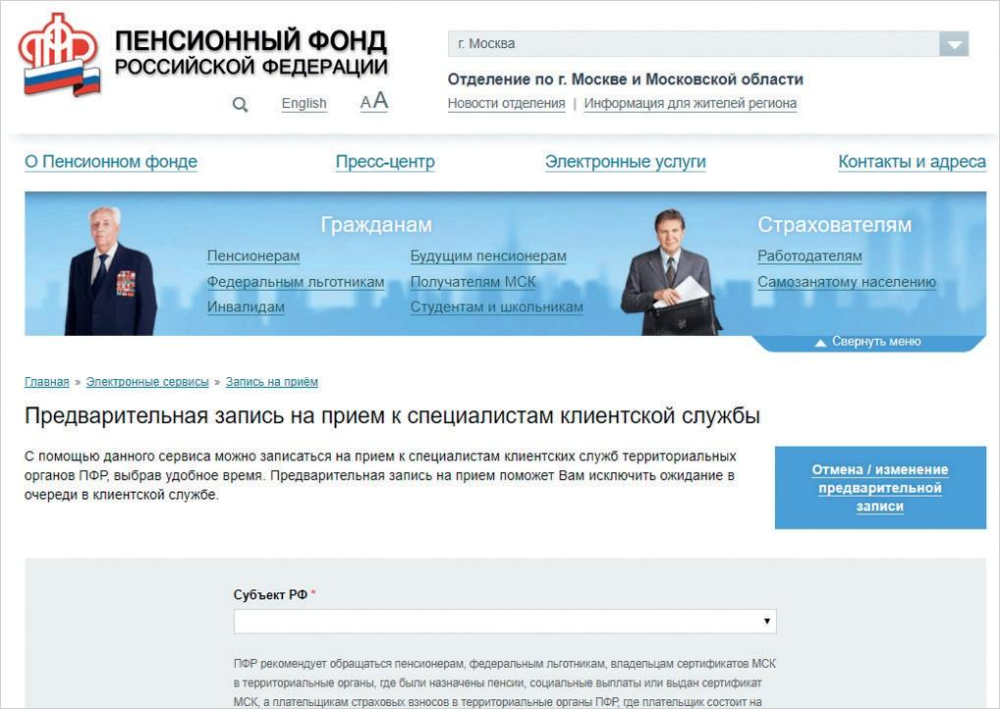 ПЕНСИОННЫЙ ФОНД
РОССИЙСКОЙ ФЕДЕРАЦИИ
English
А А
г. Москва
Отделение по г. Москве и Московской области
Новости отделения | Информация для жителей региона
О Пенсионном фонде Пресс-центр Электронные услуги Контакты и адреса
Гражданам
Пенсионерам Будущим пенсионерам
Федеральным льготникам Получателям МСК
Инвалидам Студентам и школьникам
Страхователям
Работодателям
Самозанятому населению
Свернуть меню
Главная » Электронные сервисы » Запись на приём
Предварительная запись на прием к специалистам клиентской службы
С помощью данного сервиса можно записаться на прием к специалистам клиентских служб территориальных
органов ПФР, выбрав удобное время. Предварительная запись на прием поможет Вам исключить ожидание в
очереди в клиентской службе.
Отмена / изменение
предварительной
записи
Субъект РФ *
ПФР рекомендует обращаться пенсионерам, федеральным льготникам, владельцам сертификатов МСК
в территориальные органы, где были назначены пенсии, социальные выплаты или выдан сертификат
МСК, а плательщикам страховых взносов в территориальные органы ПФР, где плательщик состоит на